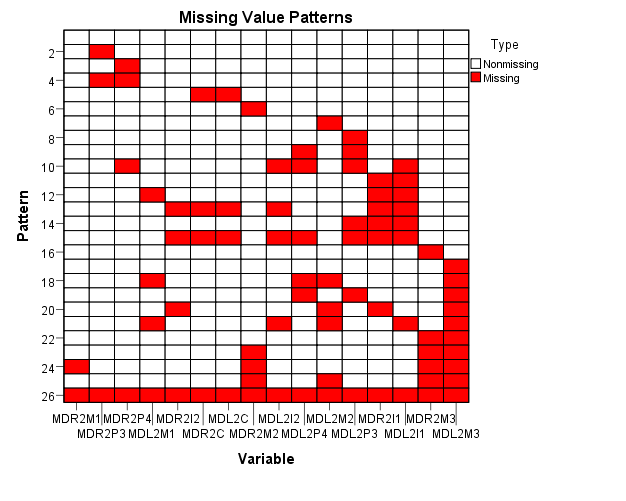 Missing Value Patterns
Type
Nonmissing
Missing
2
4
6
8
10
12
14
16
18
20
22
24
26
Pattern
MDR2M1 MDR2P4 MDR2I2 MDL2C MDL2I2 MDL2M2 MDR2I1 MDR2M3
MDR2P3 MDL2M1 MDR2C MDR2M2 MDL2P4 MDL2P3 MDL2I1 MDL2M3
Variable